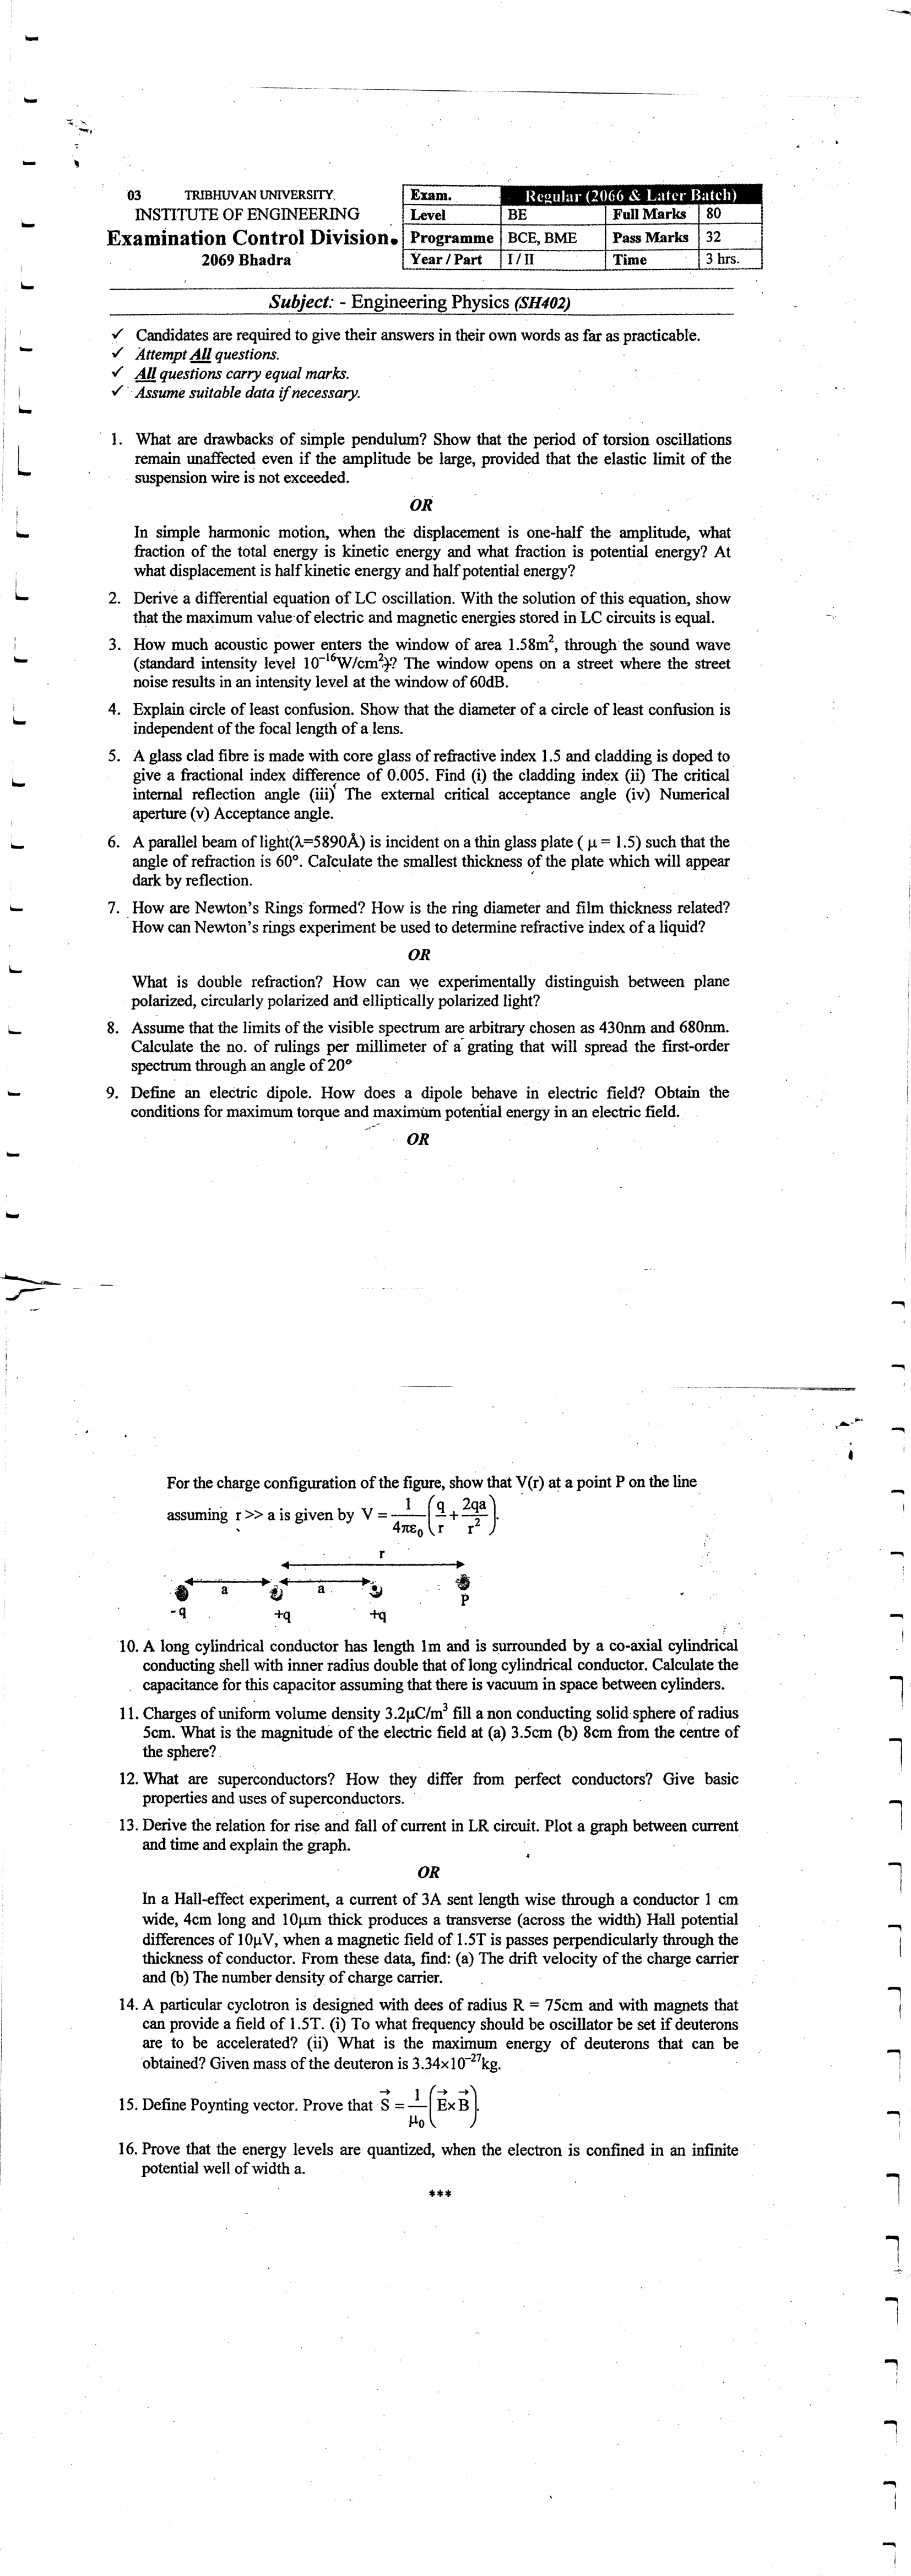 03 TRIBHUVAN UNIVERSITY
INSTITUTE OF ENGINEERING
Examination Control Division
2069 Bhadra
Exam. Regular (2066 & Later Batch)
Level BE Full Marks 80
Programme BCE, BME Pass Marks 32
Year / Part I / II Time 3 hrs.
Subject: - Engineering Physics (SH402)
✓ Candidates are required to give their answers in their own words as far as practicable.
✓ Attempt All questions.
✓ All questions carry equal marks.
✓ Assume suitable data if necessary.
1. What are drawbacks of simple pendulum? Show that the period of torsion oscillations
remain unaffected even if the amplitude be large, provided that the elastic limit of the
suspension wire is not exceeded.
OR
In simple harmonic motion, when the displacement is one-half the amplitude, what
fraction of the total energy is kinetic energy and what fraction is potential energy? At
what displacement is half kinetic energy and half potential energy?
2. Derive a differential equation of LC oscillation. With the solution of this equation, show
that the maximum value of electric and magnetic energies stored in LC circuits is equal.
3. How much acoustic power enters the window of area 1.58m², through the sound wave
(standard intensity level 10⁻¹⁶W/cm²)? The window opens on a street where the street
noise results in an intensity level at the window of 60dB.
4. Explain circle of least confusion. Show that the diameter of a circle of least confusion is
independent of the focal length of a lens.
5. A glass clad fibre is made with core glass of refractive index 1.5 and cladding is doped to
give a fractional index difference of 0.005. Find (i) the cladding index (ii) The critical
internal reflection angle (iii) The external critical acceptance angle (iv) Numerical
aperture (v) Acceptance angle.
6. A parallel beam of light(λ=5890Å) is incident on a thin glass plate ( μ = 1.5) such that the
angle of refraction is 60°. Calculate the smallest thickness of the plate which will appear
dark by reflection.
7. How are Newton's Rings formed? How is the ring diameter and film thickness related?
How can Newton's rings experiment be used to determine refractive index of a liquid?
OR
What is double refraction? How can we experimentally distinguish between plane
polarized, circularly polarized and elliptically polarized light?
8. Assume that the limits of the visible spectrum are arbitrary chosen as 430nm and 680nm.
Calculate the no. of rulings per millimeter of a grating that will spread the first-order
spectrum through an angle of 20°
9. Define an electric dipole. How does a dipole behave in electric field? Obtain the
conditions for maximum torque and maximum potential energy in an electric field.
OR
For the charge configuration of the figure, show that V(r) at a point P on the line
assuming r >> a is given by V = 1/4πε₀ (q/r + 2qa/r²).
r
a a
P
-q +q +q
10. A long cylindrical conductor has length 1m and is surrounded by a co-axial cylindrical
conducting shell with inner radius double that of long cylindrical conductor. Calculate the
capacitance for this capacitor assuming that there is vacuum in space between cylinders.
11. Charges of uniform volume density 3.2μC/m³ fill a non conducting solid sphere of radius
5cm. What is the magnitude of the electric field at (a) 3.5cm (b) 8cm from the centre of
the sphere?
12. What are superconductors? How they differ from perfect conductors? Give basic
properties and uses of superconductors.
13. Derive the relation for rise and fall of current in LR circuit. Plot a graph between current
and time and explain the graph.
OR
In a Hall-effect experiment, a current of 3A sent length wise through a conductor 1 cm
wide, 4cm long and 10μm thick produces a transverse (across the width) Hall potential
differences of 10μV, when a magnetic field of 1.5T is passes perpendicularly through the
thickness of conductor. From these data, find: (a) The drift velocity of the charge carrier
and (b) The number density of charge carrier.
14. A particular cyclotron is designed with dees of radius R = 75cm and with magnets that
can provide a field of 1.5T. (i) To what frequency should be oscillator be set if deuterons
are to be accelerated? (ii) What is the maximum energy of deuterons that can be
obtained? Given mass of the deuteron is 3.34×10⁻²⁷kg.
15. Define Poynting vector. Prove that S⃗ = 1/μ₀ (E⃗×B⃗).
16. Prove that the energy levels are quantized, when the electron is confined in an infinite
potential well of width a.
***